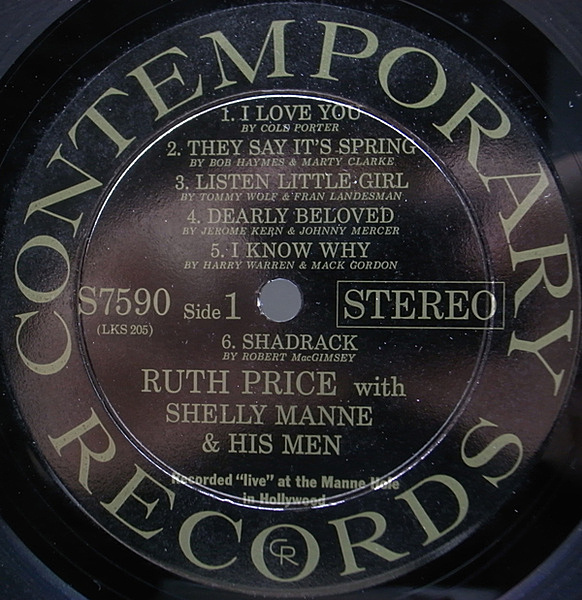 CONTEMPORARY
1. I LOVE YOU
BY COLE PORTER
2. THEY SAY IT'S SPRING
BY BOB HAYMES & MARTY CLARKE
3. LISTEN LITTLE GIRL
BY TOMMY WOLF & FRAN LANDESMAN
4. DEARLY BELOVED
BY JEROME KERN & JOHNNY MERCER
5. I KNOW WHY
BY HARRY WARREN & MACK GORDON
S7590 Side 1 STEREO
(LKS 205)
6. SHADRACK
BY ROBERT MacGIMSEY
RUTH PRICE with
SHELLY MANNE
& HIS MEN
Recorded "live" at the Manne Hole
in Hollywood
RECORDS
CR